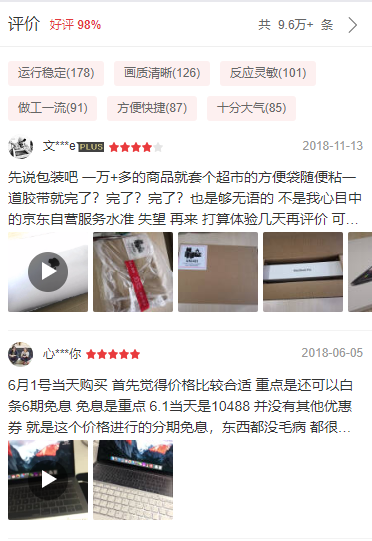 评价 好评 98% 共 9.6万+ 条
运行稳定(178) 画质清晰(126) 反应灵敏(101)
做工一流(91) 方便快捷(87) 十分大气(85)
文***e PLUS 2018-11-13
先说包装吧 一万+多的商品就套个超市的方便袋随便粘一
道胶带就完了？完了？完了？也是够无语的 不是我心目中
的京东自营服务水准 失望 再来 打算体验几天再评价 可…
心***你 2018-06-05
6月1号当天购买 首先觉得价格比较合适 重点是还可以白
条6期免息 免息是重点 6.1当天是10488 并没有其他优惠
券 就是这个价格进行的分期免息，东西都没毛病 都很…